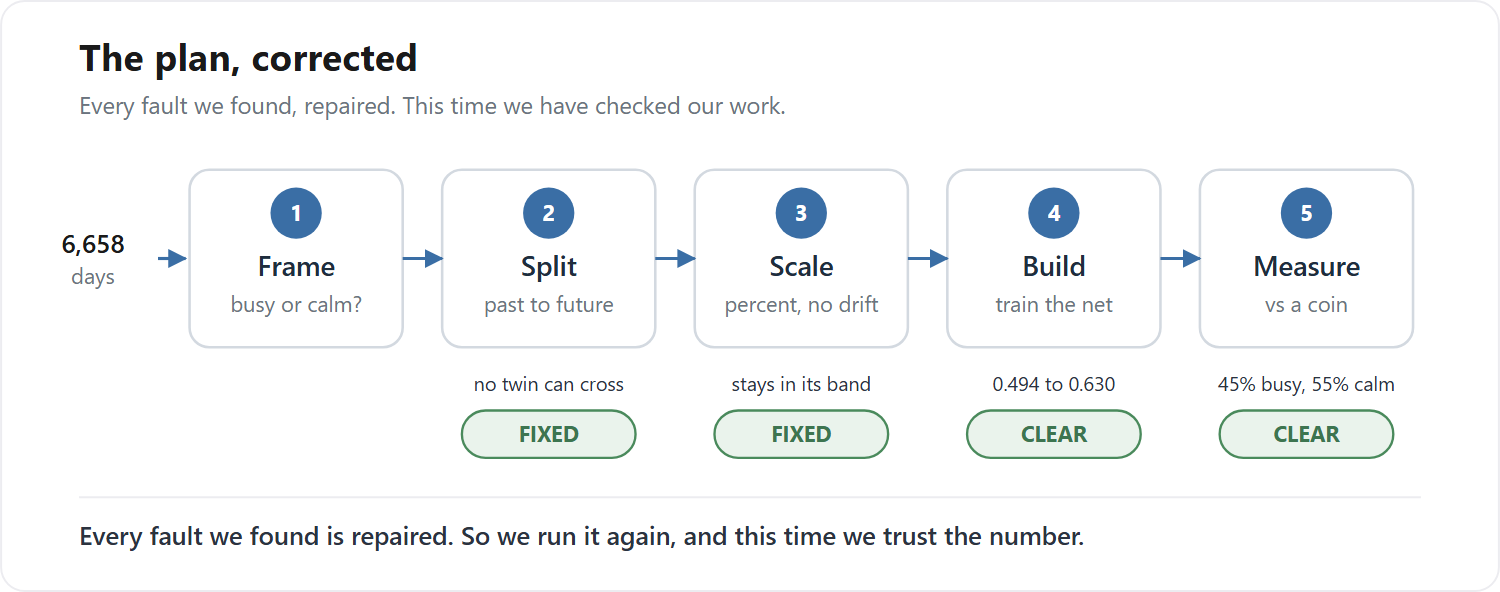 The plan, corrected
Every fault we found, repaired. This time we have checked our work.
6,658
days
1
Frame
busy or calm?
2
Split
past to future
no twin can cross
FIXED
3
Scale
percent, no drift
stays in its band
FIXED
4
Build
train the net
0.494 to 0.630
CLEAR
5
Measure
vs a coin
45% busy, 55% calm
CLEAR
Every fault we found is repaired. So we run it again, and this time we trust the number.